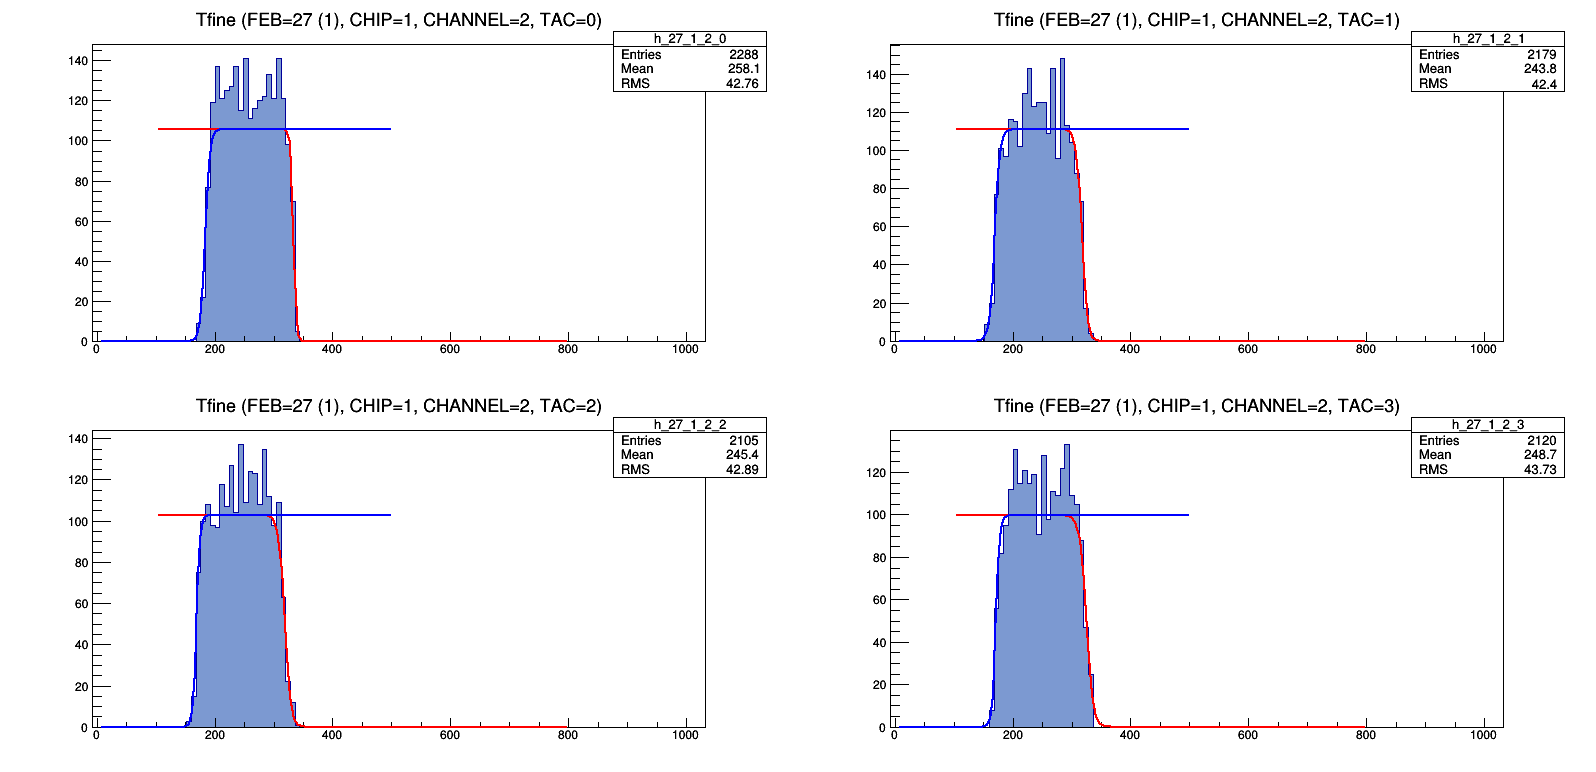 Tfine (FEB=27 (1), CHIP=1, CHANNEL=2, TAC=0)
h_27_1_2_0
Entries 2288
Mean 258.1
RMS 42.76
140
120
100
80
60
40
20
0
0 200 400 600 800 1000
Tfine (FEB=27 (1), CHIP=1, CHANNEL=2, TAC=1)
h_27_1_2_1
Entries 2179
Mean 243.8
RMS 42.4
140
120
100
80
60
40
20
0
0 200 400 600 800 1000
Tfine (FEB=27 (1), CHIP=1, CHANNEL=2, TAC=2)
h_27_1_2_2
Entries 2105
Mean 245.4
RMS 42.89
140
120
100
80
60
40
20
0
0 200 400 600 800 1000
Tfine (FEB=27 (1), CHIP=1, CHANNEL=2, TAC=3)
h_27_1_2_3
Entries 2120
Mean 248.7
RMS 43.73
120
100
80
60
40
20
0
0 200 400 600 800 1000